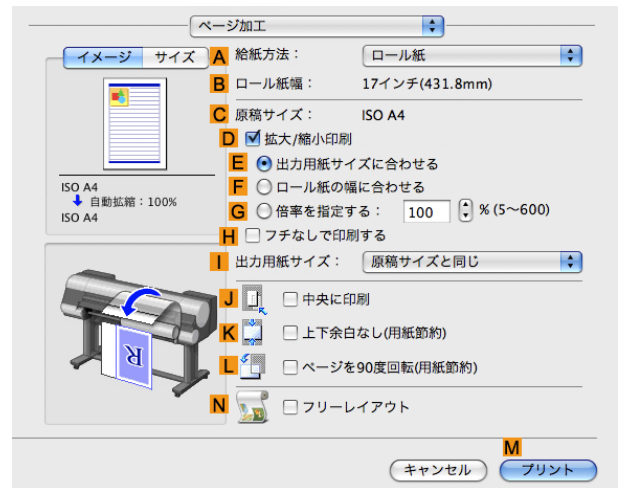 ページ加工
イメージ サイズ
A 給紙方法： ロール紙
B ロール紙幅： 17インチ(431.8mm)
C 原稿サイズ： ISO A4
D 拡大/縮小印刷
E 出力用紙サイズに合わせる
F ロール紙の幅に合わせる
G 倍率を指定する： 100 % (5～600)
ISO A4
自動拡縮：100%
ISO A4
H フチなしで印刷する
I 出力用紙サイズ： 原稿サイズと同じ
J 中央に印刷
K 上下余白なし(用紙節約)
L ページを90度回転(用紙節約)
R
N フリーレイアウト
M
キャンセル プリント